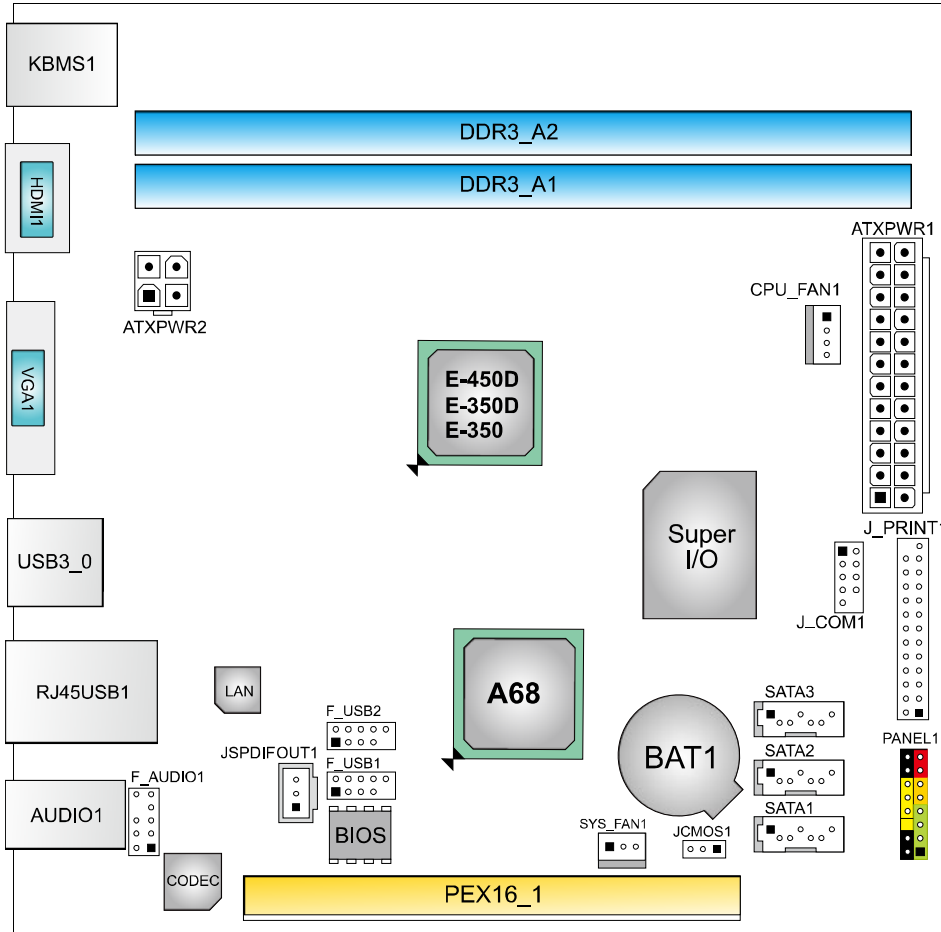 KBMS1
DDR3_A2
DDR3_A1
HDMI1
ATXPWR1
ATXPWR2
CPU_FAN1
VGA1
E-450D
E-350D
E-350
Super
I/O
J_PRINT1
USB3_0
J_COM1
RJ45USB1
LAN
A68
F_USB2
SATA3
BAT1
PANEL1
JSPDIFOUT1
F_USB1
SATA2
F_AUDIO1
AUDIO1
BIOS
SATA1
SYS_FAN1
JCMOS1
CODEC
PEX16_1